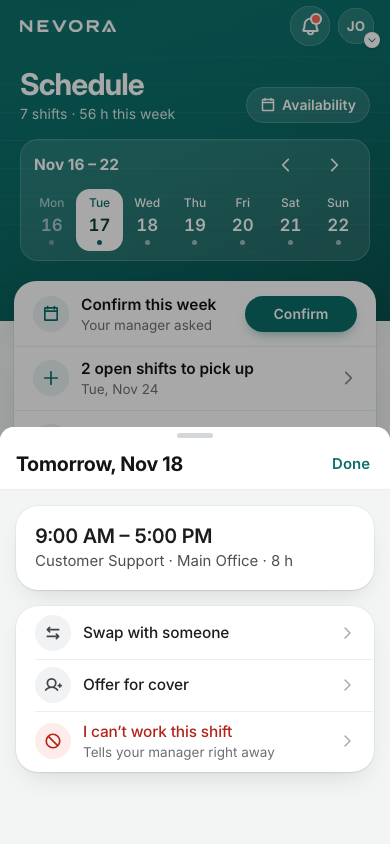 NEVORA
JO
Schedule
7 shifts · 56 h this week
Availability
Nov 16 – 22
Mon Tue Wed Thu Fri Sat Sun
16 17 18 19 20 21 22
Confirm this week
Your manager asked
Confirm
2 open shifts to pick up
Tue, Nov 24
Tomorrow, Nov 18
Done
9:00 AM – 5:00 PM
Customer Support · Main Office · 8 h
Swap with someone
Offer for cover
I can’t work this shift
Tells your manager right away